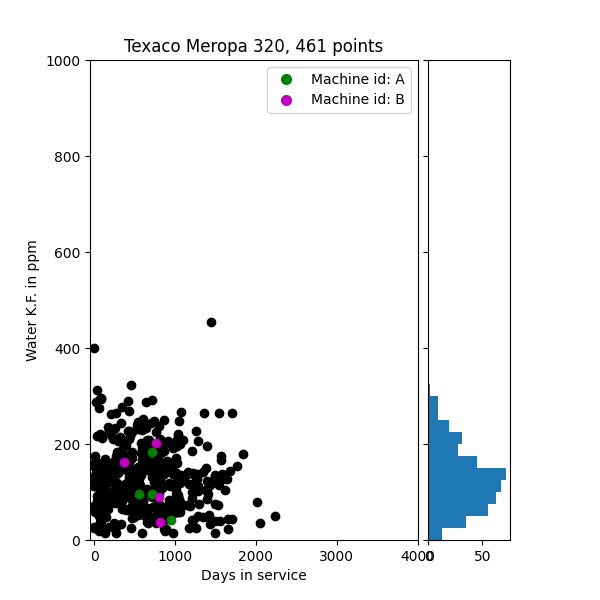 Texaco Meropa 320, 461 points
Machine id: A
Machine id: B
Water K.F. in ppm
1000
800
600
400
200
0
0
1000
2000
3000
4000
0
50
Days in service